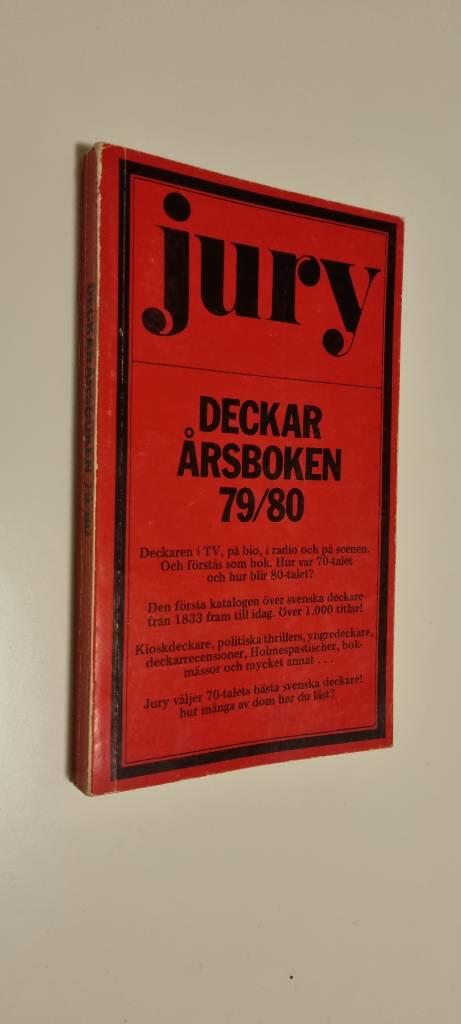 jury
DECKAR
ÅRSBOKEN
79/80
Deckaren i TV, på bio, i radio och på scenen.
Och förstås som bok. Hur var 70-talet
och hur blir 80-talet?
Den första katalogen över svenska deckare
från 1833 fram till idag. Över 1.000 titlar!
Kioskdeckare, politiska thrillers, yngredeckare,
deckarrecensioner, Holmespastischer, bok-
mässor och mycket annat . . .
Jury väljer 70-talets bästa svenska deckare!
hur många av dom har du läst?
DECKARÅRSBOKEN 79/80